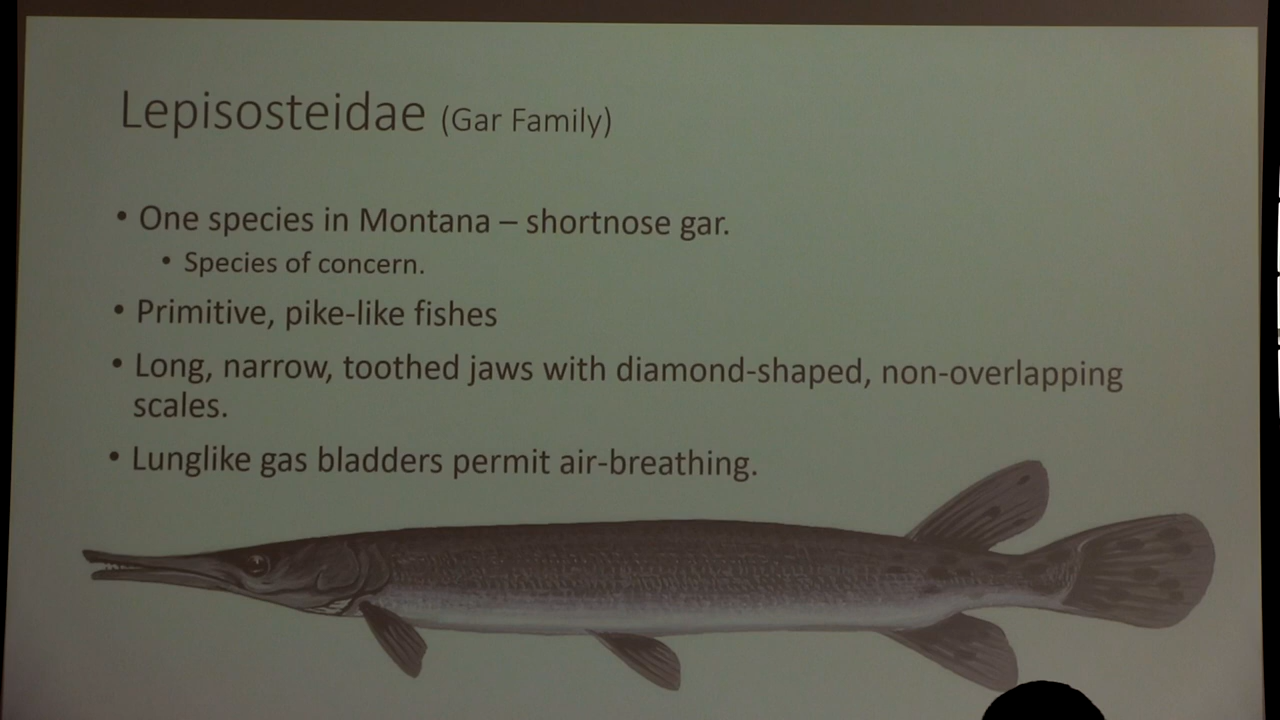 Lepisosteidae (Gar Family)
• One species in Montana – shortnose gar.
• Species of concern.
• Primitive, pike-like fishes
• Long, narrow, toothed jaws with diamond-shaped, non-overlapping
scales.
• Lunglike gas bladders permit air-breathing.